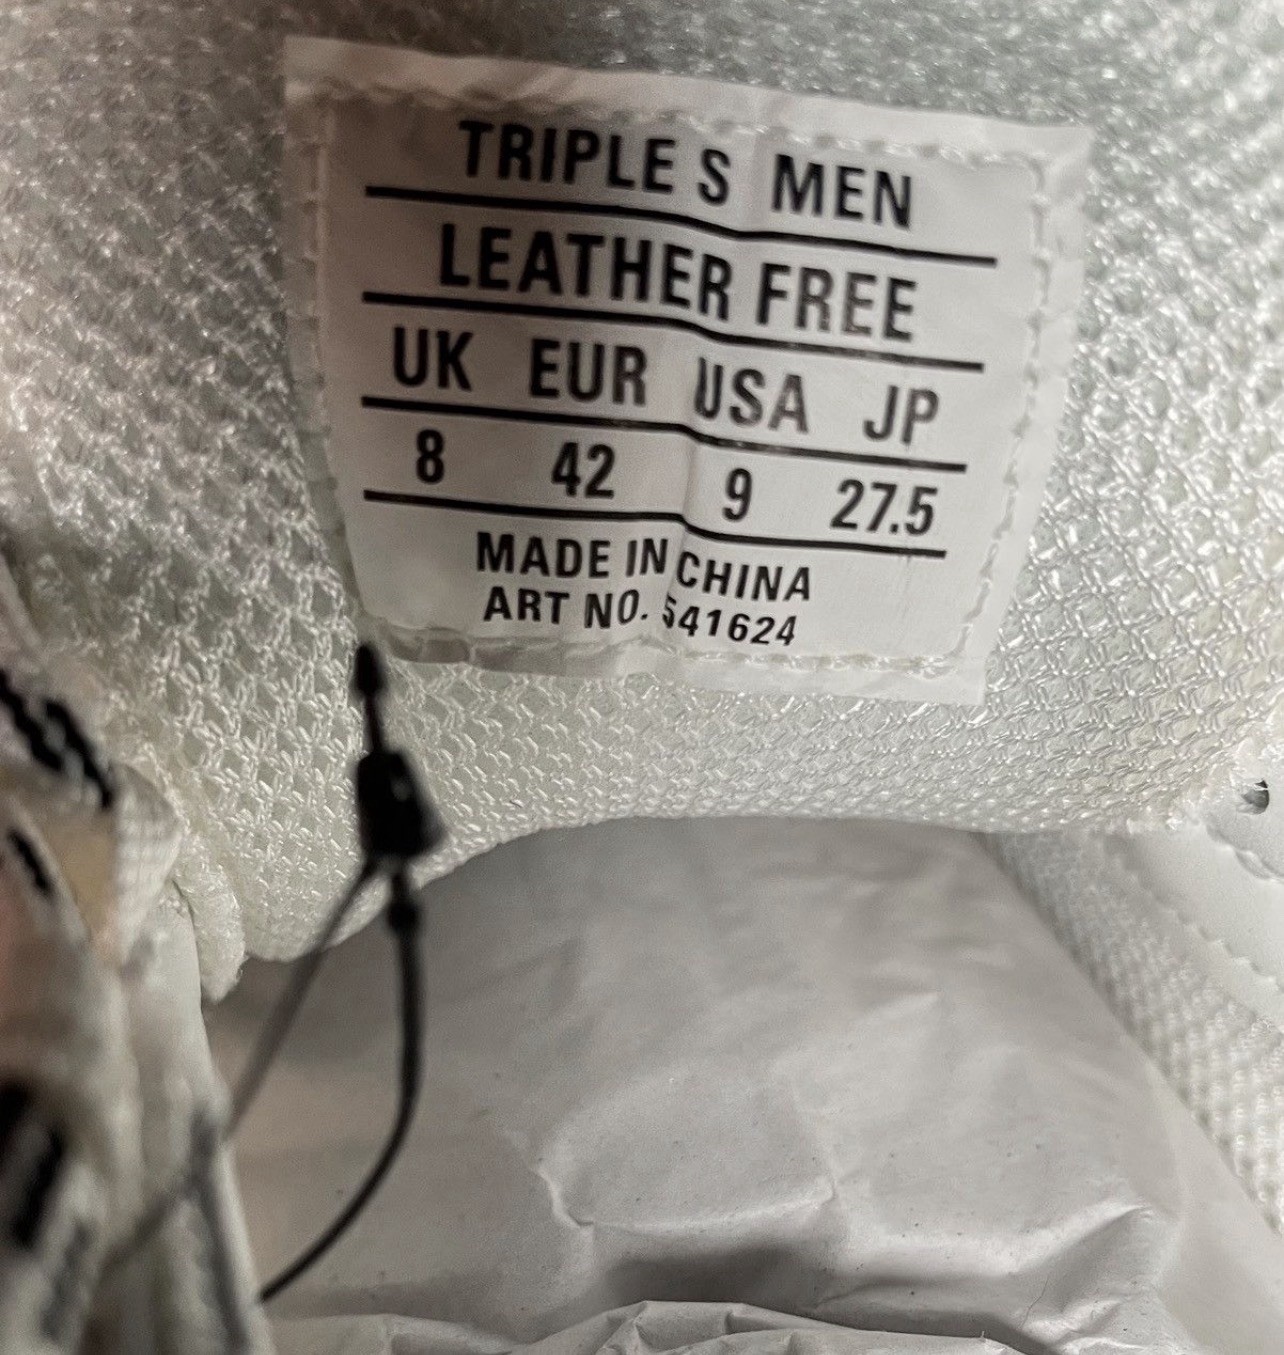 TRIPLE S MEN
LEATHER FREE
UK EUR USA JP
8 42 9 27.5
MADE IN CHINA
ART NO. 541624